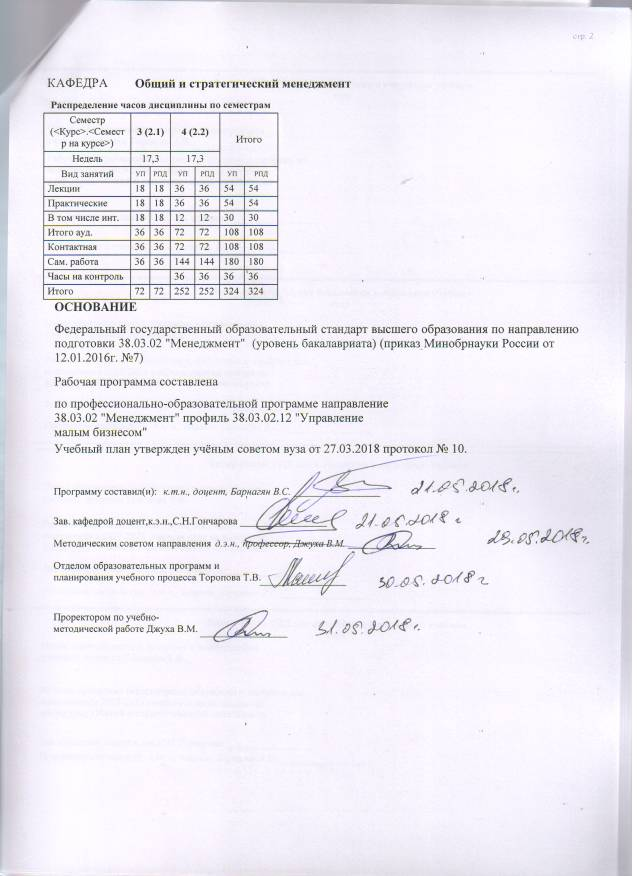 стр. 2
КАФЕДРА Общий и стратегический менеджмент
Распределение часов дисциплины по семестрам
Семестр 3 (2.1) 4 (2.2) Итого
(<Курс>.<Семест
р на курсе>)
Недель 17,3 17,3
Вид занятий УП РПД УП РПД УП РПД
Лекции 18 18 36 36 54 54
Практические 18 18 36 36 54 54
В том числе инт. 18 18 12 12 30 30
Итого ауд. 36 36 72 72 108 108
Контактная 36 36 72 72 108 108
Сам. работа 36 36 144 144 180 180
Часы на контроль 36 36 36 36
Итого 72 72 252 252 324 324
ОСНОВАНИЕ
Федеральный государственный образовательный стандарт высшего образования по направлению
подготовки 38.03.02 "Менеджмент" (уровень бакалавриата) (приказ Минобрнауки России от
12.01.2016г. №7)
Рабочая программа составлена
по профессионально-образовательной программе направление
38.03.02 "Менеджмент" профиль 38.03.02.12 "Управление
малым бизнесом"
Учебный план утвержден учёным советом вуза от 27.03.2018 протокол № 10.
Программу составил(и): к.т.н., доцент, Барнагян В.С. 21.05.2018г.
Зав. кафедрой доцент,к.э.н.,С.Н.Гончарова 21.05.2018г
Методическим советом направления д.э.н., профессор, Джуха В.М. 29.05.2018г.
Отделом образовательных программ и
планирования учебного процесса Торопова Т.В. 30.05.2018г
Проректором по учебно-
методической работе Джуха В.М. 31.05.2018г.